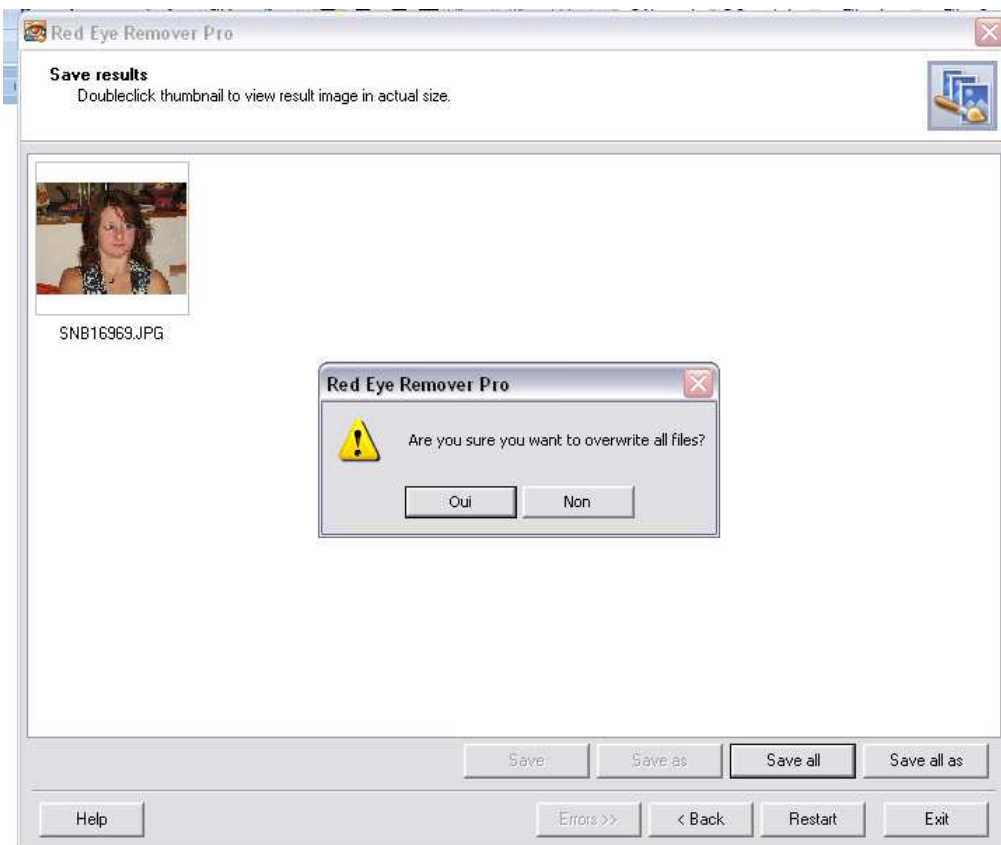 Red Eye Remover Pro
Save results
Doubleclick thumbnail to view result image in actual size.
SNB16969.JPG
Red Eye Remover Pro
Are you sure you want to overwrite all files?
Oui Non
Save Save as Save all Save all as
Help Errors >> < Back Restart Exit